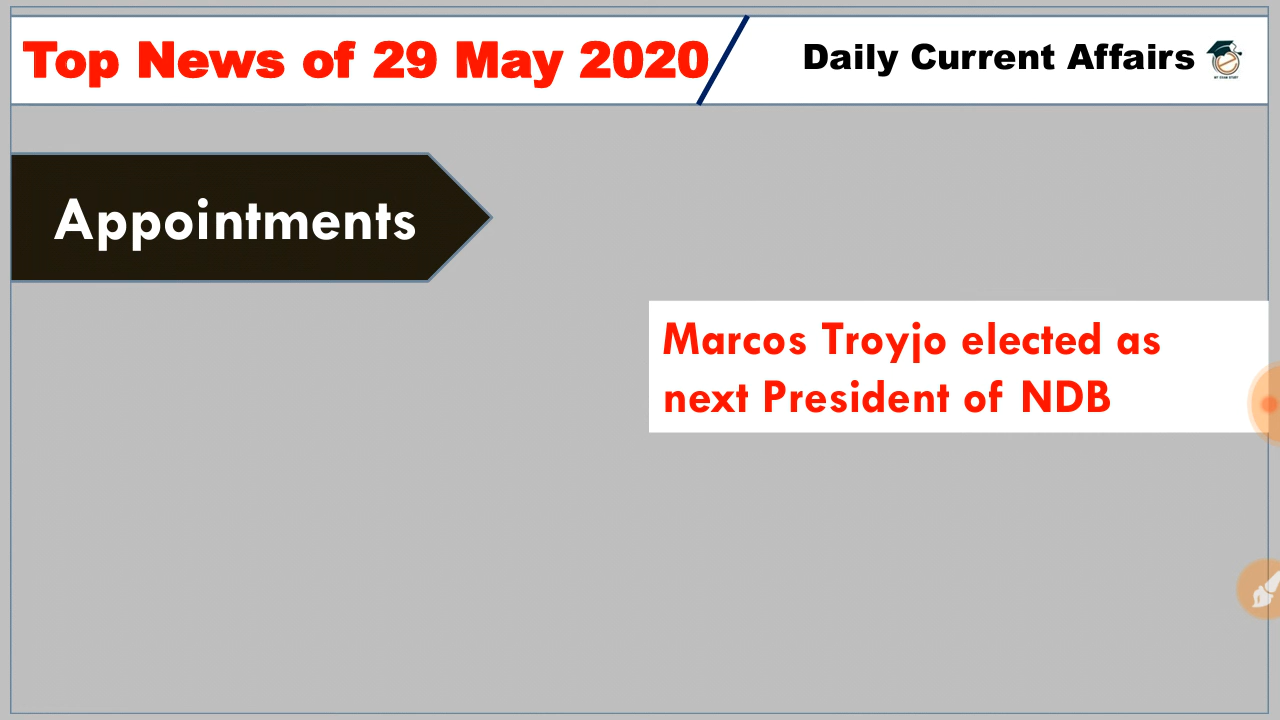 Top News of 29 May 2020
Daily Current Affairs
Appointments
Marcos Troyjo elected as
next President of NDB